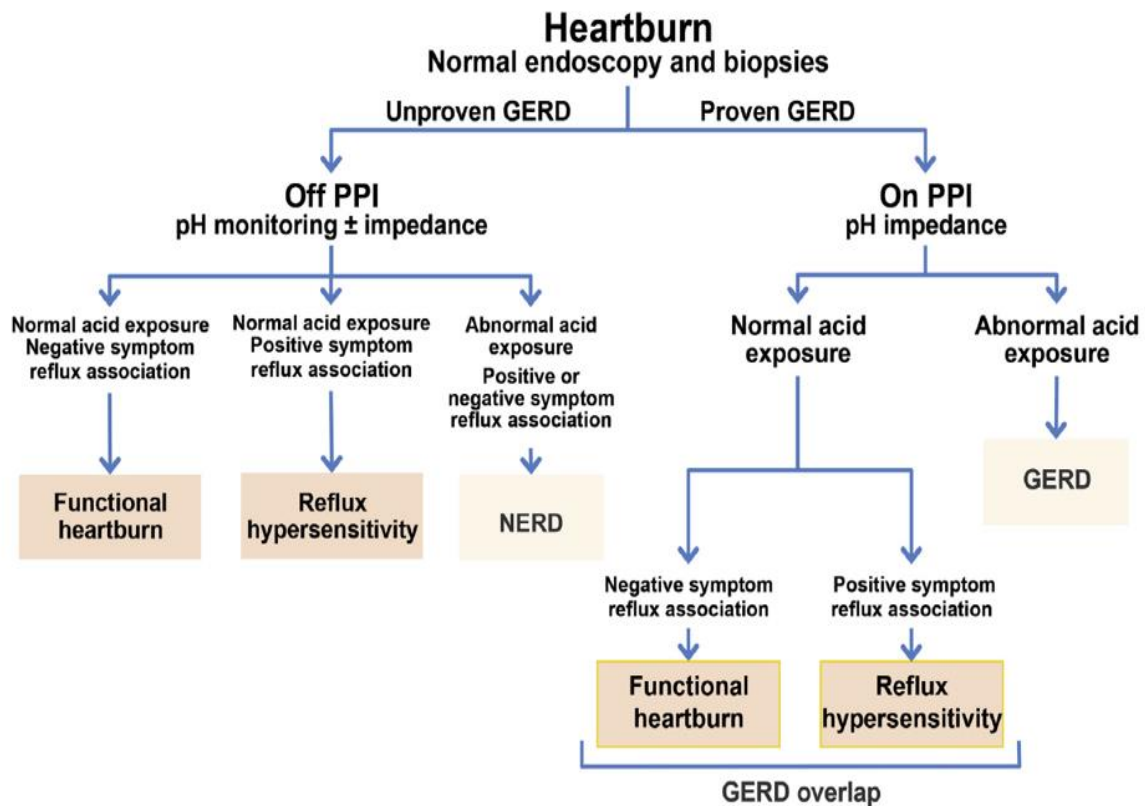 Heartburn
Normal endoscopy and biopsies
Unproven GERD
Proven GERD
Off PPI
pH monitoring ± impedance
On PPI
pH impedance
Normal acid exposure
Negative symptom
reflux association
Normal acid exposure
Positive symptom
reflux association
Abnormal acid
exposure
Positive or
negative symptom
reflux association
Normal acid
exposure
Abnormal acid
exposure
Functional
heartburn
Reflux
hypersensitivity
NERD
GERD
Negative symptom
reflux association
Positive symptom
reflux association
Functional
heartburn
Reflux
hypersensitivity
GERD overlap